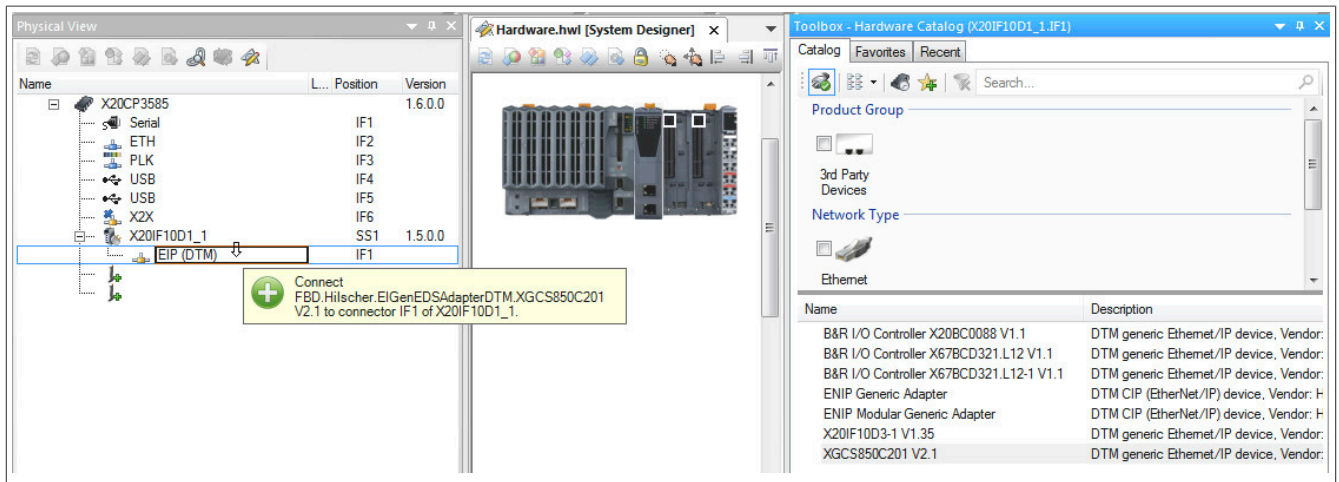 Physical View
Name L... Position Version
X20CP3585 1.6.0.0
Serial IF1
ETH IF2
PLK IF3
USB IF4
USB IF5
X2X IF6
X20IF10D1_1 SS1 1.5.0.0
EIP (DTM) IF1
Connect
FBD.Hilscher.EIGenEDSAdapterDTM.XGCS850C201
V2.1 to connector IF1 of X20IF10D1_1.
Hardware.hwl [System Designer]
Toolbox - Hardware Catalog (X20IF10D1_1.IF1)
Catalog Favorites Recent
Search...
Product Group
3rd Party
Devices
Network Type
Ethernet
Name Description
B&R I/O Controller X20BC0088 V1.1 DTM generic Ethernet/IP device, Vendor:
B&R I/O Controller X67BCD321.L12 V1.1 DTM generic Ethernet/IP device, Vendor:
B&R I/O Controller X67BCD321.L12-1 V1.1 DTM generic Ethernet/IP device, Vendor:
ENIP Generic Adapter DTM CIP (EtherNet/IP) device, Vendor: H
ENIP Modular Generic Adapter DTM CIP (EtherNet/IP) device, Vendor: H
X20IF10D3-1 V1.35 DTM generic Ethernet/IP device, Vendor:
XGCS850C201 V2.1 DTM generic Ethernet/IP device, Vendor: